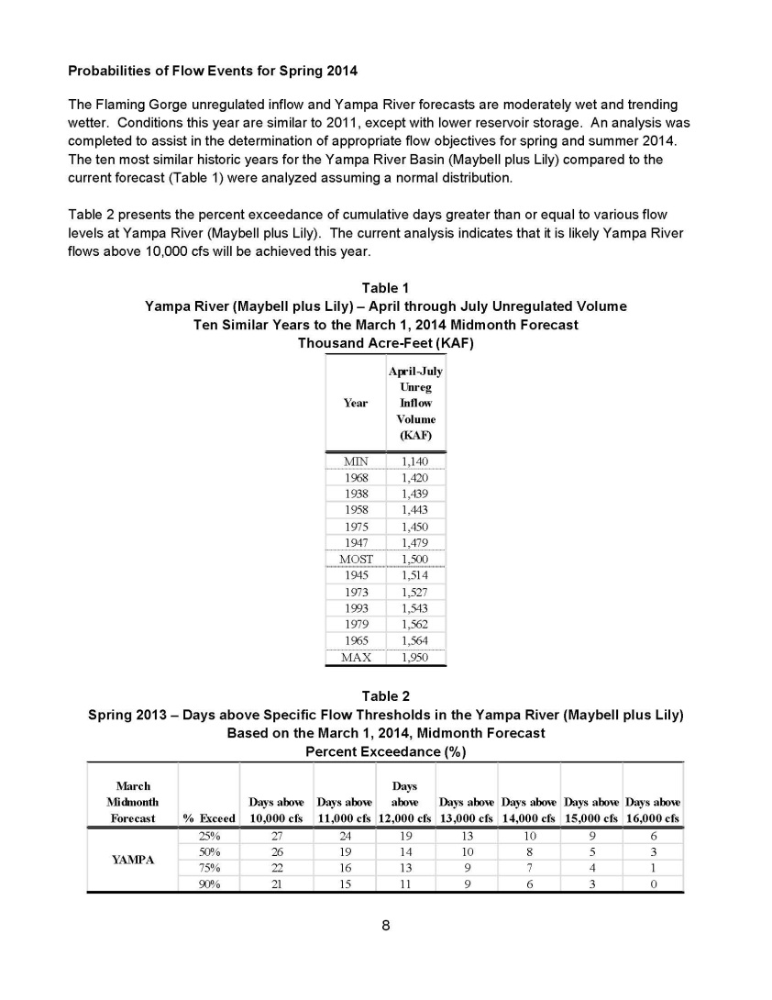 Probabilities of Flow Events for Spring 2014
The Flaming Gorge unregulated inflow and Yampa River forecasts are moderately wet and trending
wetter.  Conditions this year are similar to 2011, except with lower reservoir storage.  An analysis was
completed to assist in the determination of appropriate flow objectives for spring and summer 2014.
The ten most similar historic years for the Yampa River Basin (Maybell plus Lily) compared to the
current forecast (Table 1) were analyzed assuming a normal distribution.
Table 2 presents the percent exceedance of cumulative days greater than or equal to various flow
levels at Yampa River (Maybell plus Lily).  The current analysis indicates that it is likely Yampa River
flows above 10,000 cfs will be achieved this year.
Table 1
Yampa River (Maybell plus Lily) – April through July Unregulated Volume
Ten Similar Years to the March 1, 2014 Midmonth Forecast
Thousand Acre-Feet (KAF)
April-July
Unreg
Year Inflow
Volume
(KAF)
MIN 1,140
1968 1,420
1938 1,439
1958 1,443
1975 1,450
1947 1,479
MOST 1,500
1945 1,514
1973 1,527
1993 1,543
1979 1,562
1965 1,564
MAX 1,950
Table 2
Spring 2013 – Days above Specific Flow Thresholds in the Yampa River (Maybell plus Lily)
Based on the March 1, 2014, Midmonth Forecast
Percent Exceedance (%)
March Days
Midmonth Days above Days above above Days above Days above Days above Days above
Forecast % Exceed 10,000 cfs 11,000 cfs 12,000 cfs 13,000 cfs 14,000 cfs 15,000 cfs 16,000 cfs
25% 27 24 19 13 10 9 6
YAMPA 50% 26 19 14 10 8 5 3
75% 22 16 13 9 7 4 1
90% 21 15 11 9 6 3 0
8